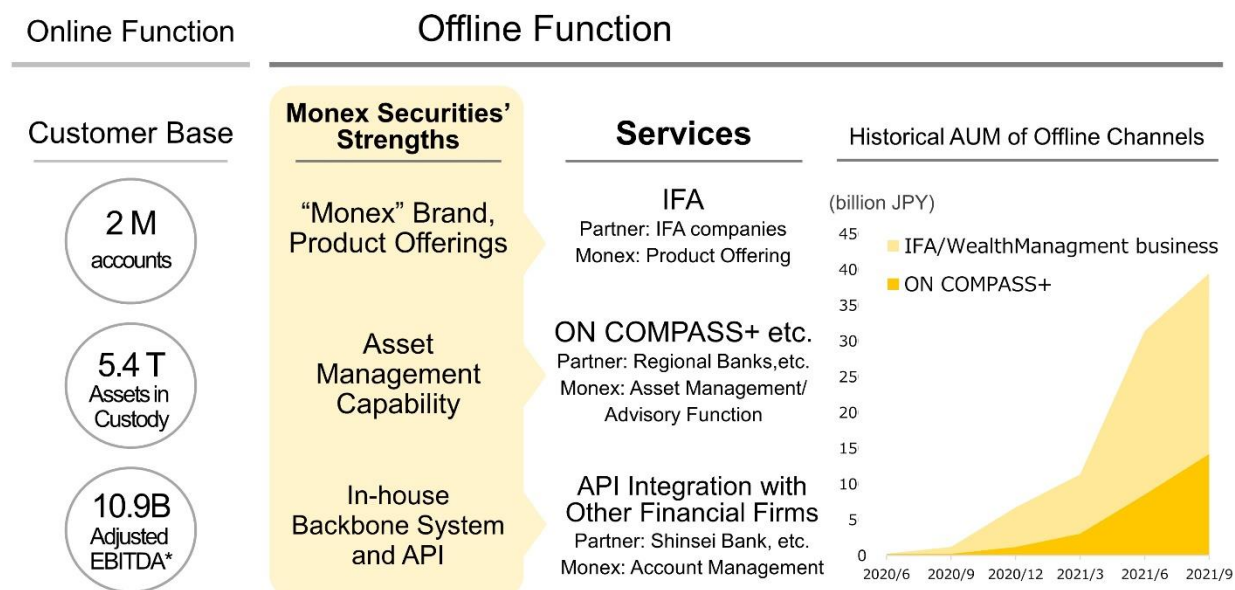 Online Function
Offline Function
Customer Base
2 M
accounts
5.4 T
Assets in
Custody
10.9B
Adjusted
EBITDA*
Monex Securities’
Strengths
“Monex” Brand,
Product Offerings
Asset
Management
Capability
In-house
Backbone System
and API
Services
IFA
Partner: IFA companies
Monex: Product Offering
ON COMPASS+ etc.
Partner: Regional Banks,etc.
Monex: Asset Management/
Advisory Function
API Integration with
Other Financial Firms
Partner: Shinsei Bank, etc.
Monex: Account Management
Historical AUM of Offline Channels
(billion JPY)
45
40
35
30
25
20
15
10
5
0
IFA/WealthManagment business
ON COMPASS+
2020/6 2020/9 2020/12 2021/3 2021/6 2021/9